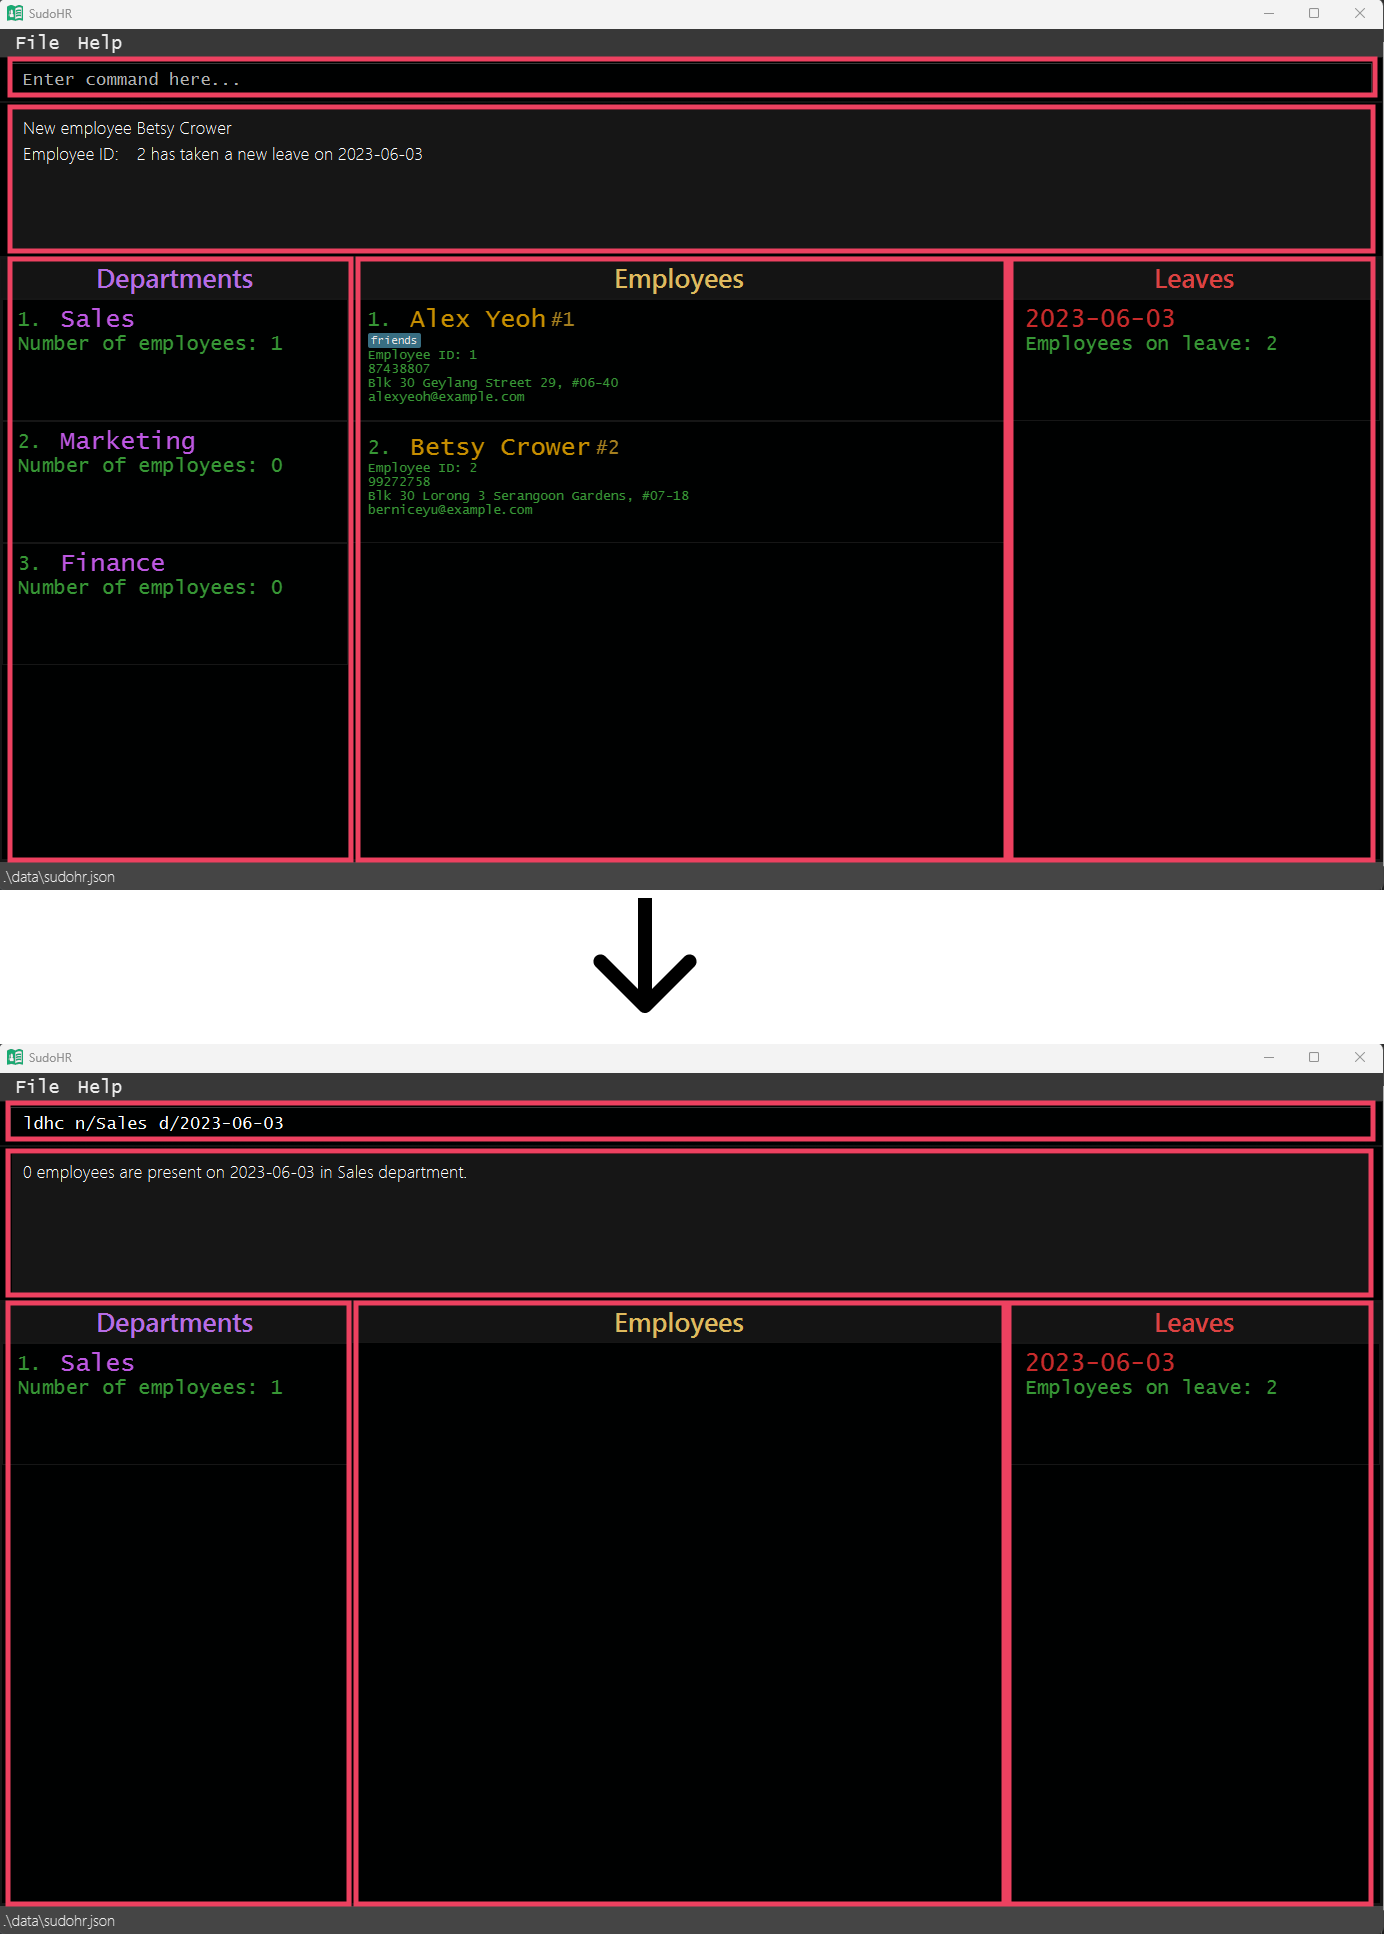 SudoHR
File Help
Enter command here...
New employee Betsy Crower
Employee ID: 2 has taken a new leave on 2023-06-03
Departments
1. Sales
Number of employees: 1
2. Marketing
Number of employees: 0
3. Finance
Number of employees: 0
Employees
1. Alex Yeoh #1
friends
Employee ID: 1
87438807
Blk 30 Geylang Street 29, #06-40
alexyeoh@example.com
2. Betsy Crower #2
Employee ID: 2
99272758
Blk 30 Lorong 3 Serangoon Gardens, #07-18
berniceyu@example.com
Leaves
2023-06-03
Employees on leave: 2
.\data\sudohr.json
SudoHR
File Help
ldhc n/Sales d/2023-06-03
0 employees are present on 2023-06-03 in Sales department.
Departments
1. Sales
Number of employees: 1
Employees
Leaves
2023-06-03
Employees on leave: 2
.\data\sudohr.json